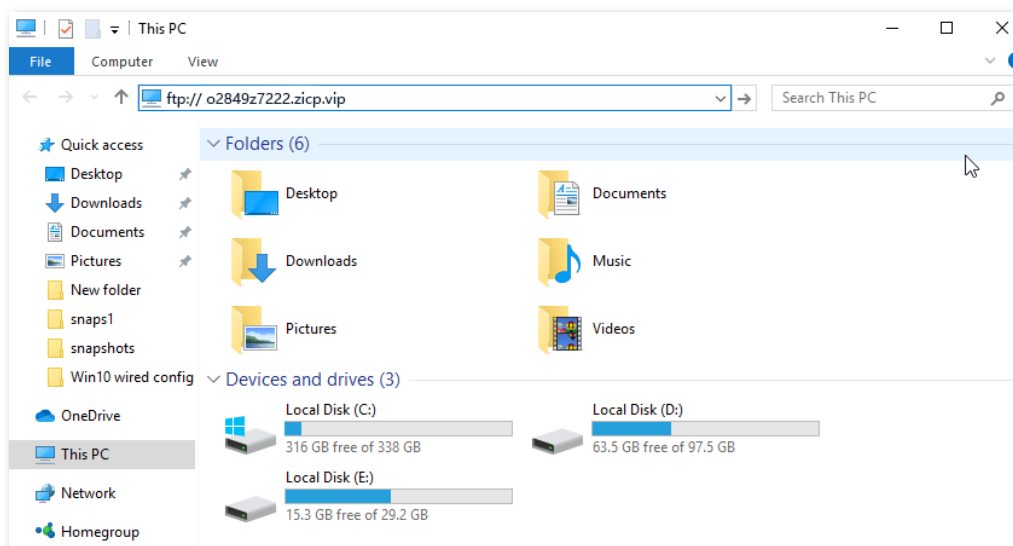 This PC
File Computer View
ftp:// o2849z7222.zicp.vip Search This PC
Quick access
Desktop
Downloads
Documents
Pictures
New folder
snaps1
snapshots
Win10 wired config
OneDrive
This PC
Network
Homegroup
Folders (6)
Desktop Documents
Downloads Music
Pictures Videos
Devices and drives (3)
Local Disk (C:) Local Disk (D:)
316 GB free of 338 GB 63.5 GB free of 97.5 GB
Local Disk (E:)
15.3 GB free of 29.2 GB